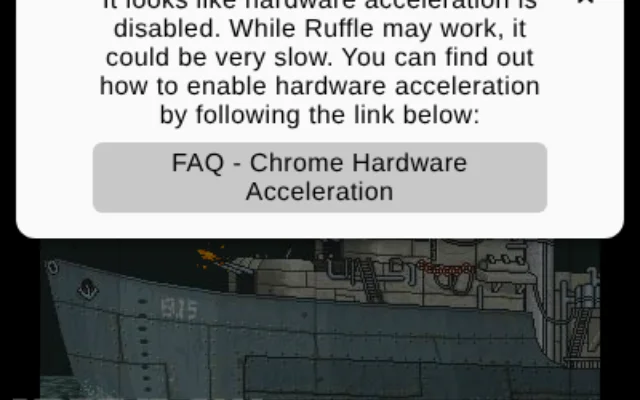 It looks like hardware acceleration is
disabled. While Ruffle may work, it
could be very slow. You can find out
how to enable hardware acceleration
by following the link below:
FAQ - Chrome Hardware
Acceleration
B15